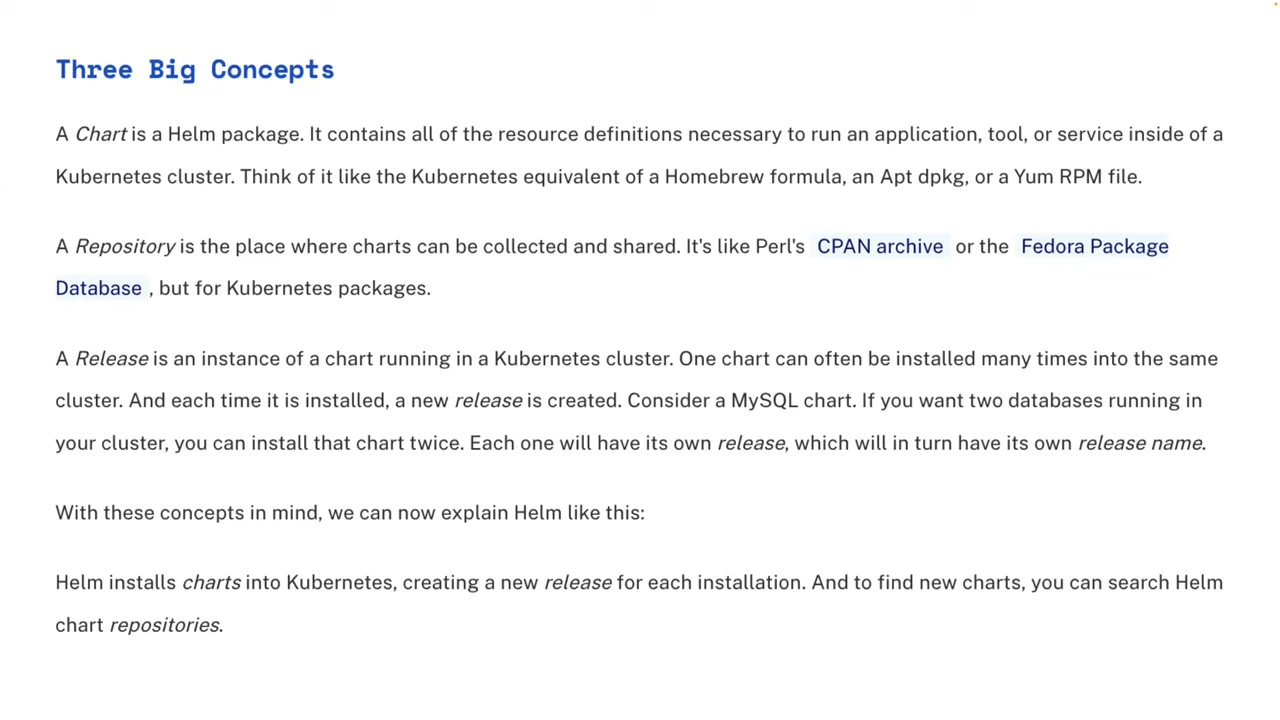 Three Big Concepts
A Chart is a Helm package. It contains all of the resource definitions necessary to run an application, tool, or service inside of a
Kubernetes cluster. Think of it like the Kubernetes equivalent of a Homebrew formula, an Apt dpkg, or a Yum RPM file.
A Repository is the place where charts can be collected and shared. It's like Perl's CPAN archive or the Fedora Package
Database , but for Kubernetes packages.
A Release is an instance of a chart running in a Kubernetes cluster. One chart can often be installed many times into the same
cluster. And each time it is installed, a new release is created. Consider a MySQL chart. If you want two databases running in
your cluster, you can install that chart twice. Each one will have its own release, which will in turn have its own release name.
With these concepts in mind, we can now explain Helm like this:
Helm installs charts into Kubernetes, creating a new release for each installation. And to find new charts, you can search Helm
chart repositories.